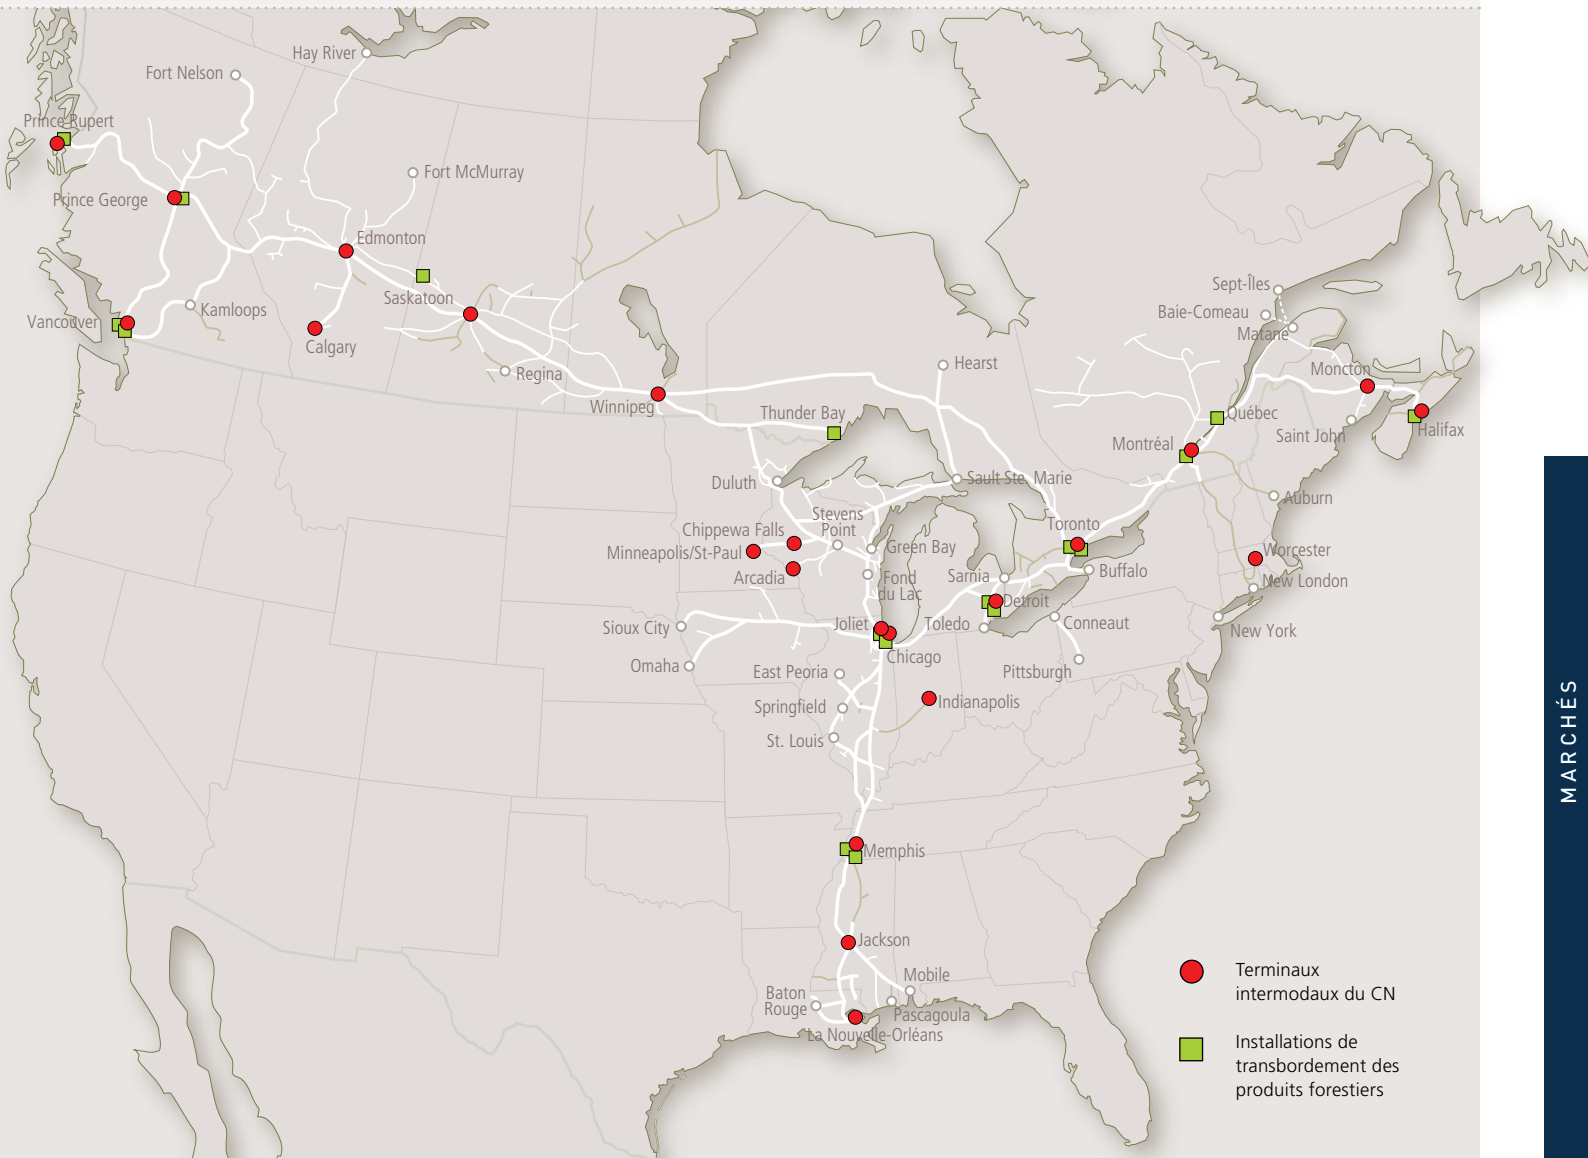 Hay River
Fort Nelson
Prince Rupert
Fort McMurray
Prince George
Edmonton
Saskatoon
Kamloops
Vancouver
Calgary
Regina
Winnipeg
Thunder Bay
Hearst
Sept-Îles
Baie-Comeau
Matane
Moncton
Québec
Saint John
Halifax
Montréal
Duluth
Sault Ste. Marie
Auburn
Stevens
Point
Chippewa Falls
Minneapolis/St-Paul
Arcadia
Green Bay
Fond
du Lac
Toronto
Sarnia
Buffalo
Worcester
New London
Detroit
Sioux City
Joliet
Toledo
Conneaut
New York
Omaha
Chicago
East Peoria
Pittsburgh
Springfield
Indianapolis
St. Louis
Memphis
Jackson
Mobile
Baton
Rouge
Pascagoula
La Nouvelle-Orléans
Terminaux
intermodaux du CN
Installations de
transbordement des
produits forestiers
MARCHÉS